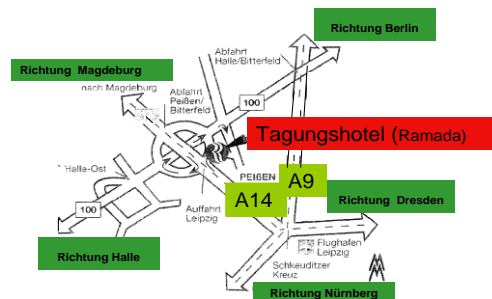 Richtung Berlin
Abfahrt
Halle/Bitterfeld
Richtung Magdeburg
nach Magdeburg
Abfahrt
Peißen/
Bitterfeld
100
Tagungshotel (Ramada)
Halle-Ost
PEIßEN
A14
A9
100
Auffahrt
Leipzig
Richtung Dresden
Richtung Halle
Flughafen
Leipzig
Schkeuditzer
Kreuz
Richtung Nürnberg